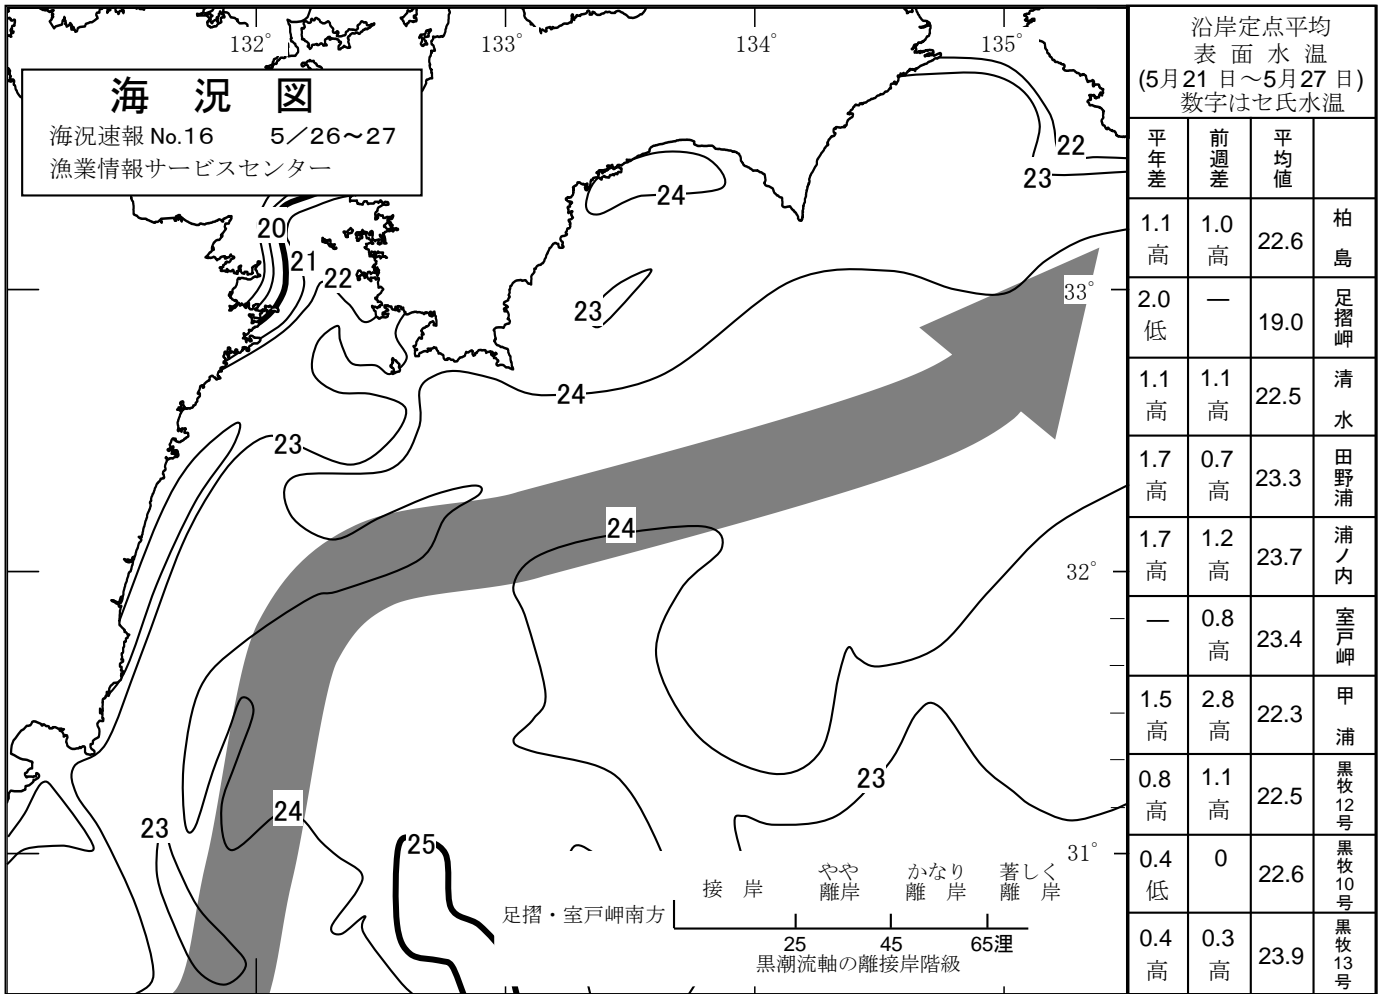 132°
133°
134°
135°
海況図
海況速報 No.16 5／26～27
漁業情報サービスセンター
20
21
22
24
23
22
23
33°
24
23
24
32°
23
24
23
25
31°
接岸
やや離岸
かなり離岸
著しく離岸
足摺・室戸岬南方
25 45 65浬
黒潮流軸の離接岸階級
沿岸定点平均
表面水温
(5月21日～5月27日)
数字はセ氏水温
平年差 前週差 平均値
1.1高 1.0高 22.6 柏島
2.0低 — 19.0 足摺岬
1.1高 1.1高 22.5 清水
1.7高 0.7高 23.3 田野浦
1.7高 1.2高 23.7 浦ノ内
— 0.8高 23.4 室戸岬
1.5高 2.8高 22.3 甲浦
0.8高 1.1高 22.5 黒牧12号
0.4低 0 22.6 黒牧10号
0.4高 0.3高 23.9 黒牧13号